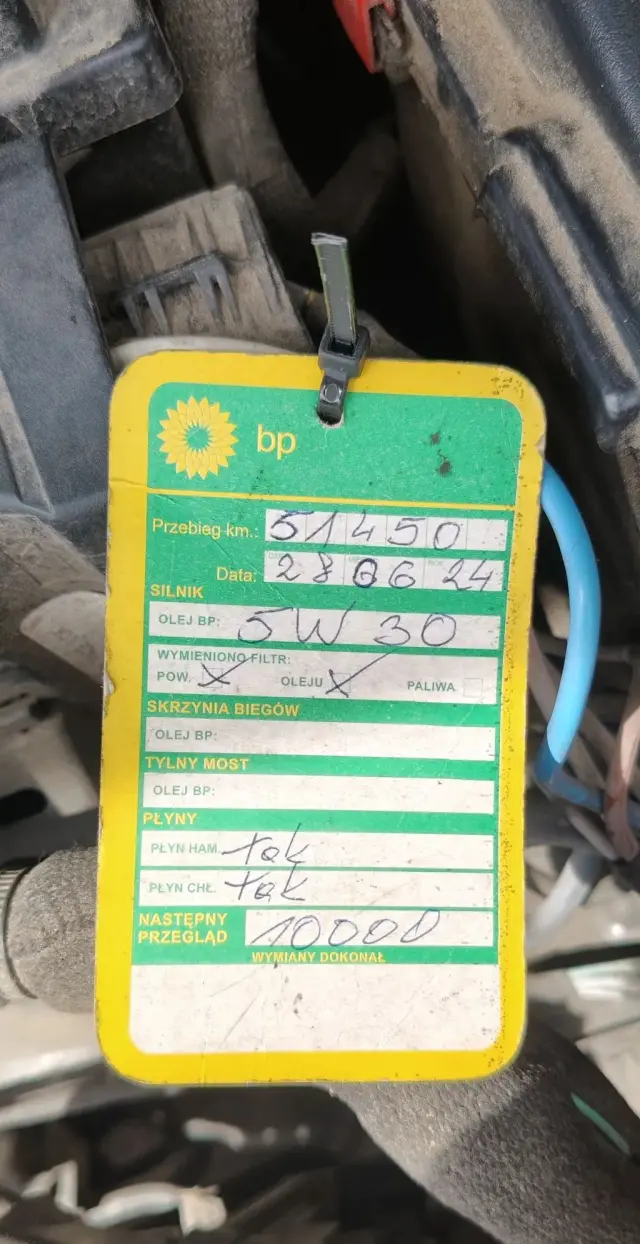 bp
Przebieg km.: 51450
Data: 28 06 24
SILNIK
OLEJ BP: 5W 30
WYMIENIONO FILTR:
POW. X OLEJU X PALIWA
SKRZYNIA BIEGÓW
OLEJ BP:
TYLNY MOST
OLEJ BP:
PŁYNY
PŁYN HAM. tak
PŁYN CHŁ. tak
NASTĘPNY PRZEGLĄD 10000
WYMIANY DOKONAŁ